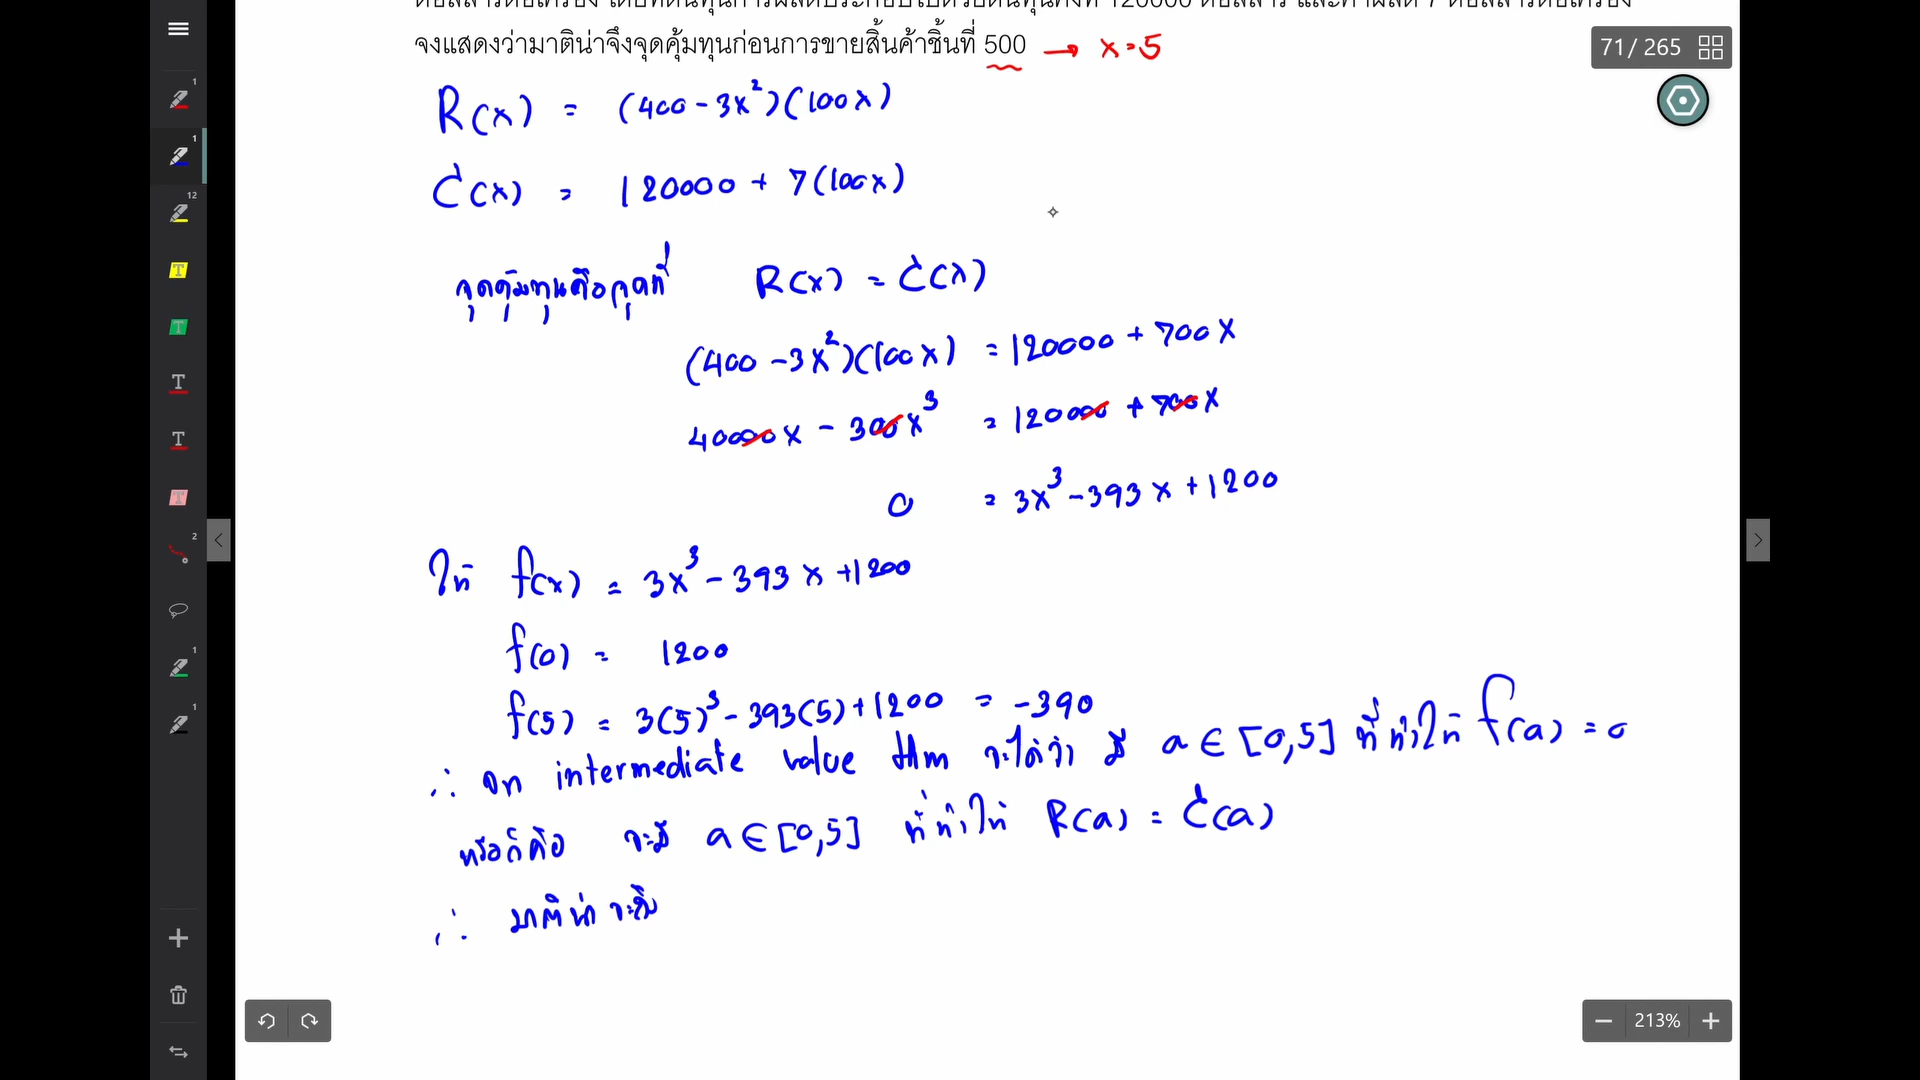 จงแสดงว่ามาติน่าจึงจุดคุ้มทุนก่อนการขายสิ้นค้าชิ้นที่ 500 → x = 5
71 / 265
R(x) = (400 - 3x²)(100x)
C(x) = 120000 + 7(100x)
จุดคุ้มทุนคือจุดที่ R(x) = C(x)
(400 - 3x²)(100x) = 120000 + 700x
40000x - 300x³ = 120000 + 700x
0 = 3x³ - 393x + 1200
ให้ f(x) = 3x³ - 393x + 1200
f(0) = 1200
f(5) = 3(5)³ - 393(5) + 1200 = -390
∴ จาก intermediate value thm จะได้ว่า มี a ∈ [0,5] ที่ทำให้ f(a) = 0
หรือก็คือ จะมี a ∈ [0,5] ที่ทำให้ R(a) = C(a)
∴ มาติน่า จะถึง
213%